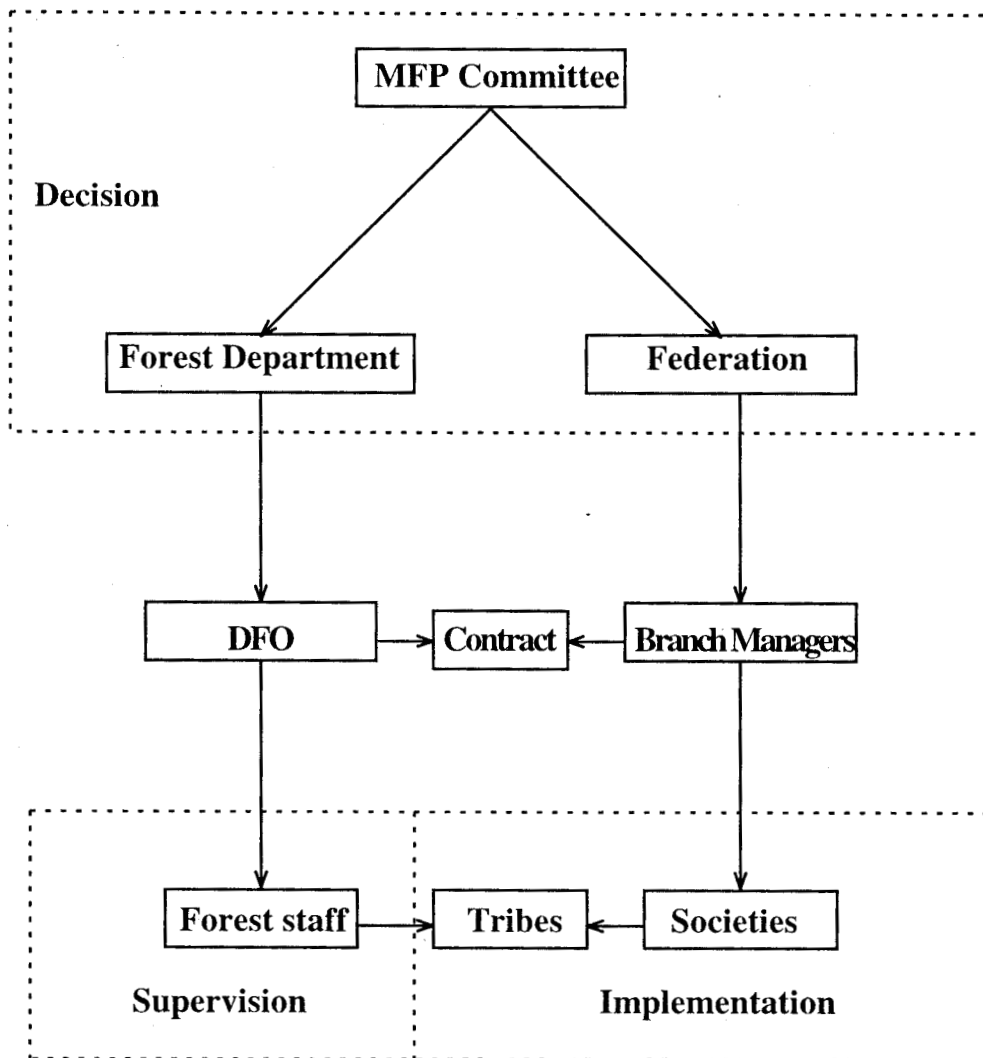 MFP Committee
Decision
Forest Department
Federation
DFO
Contract
Branch Managers
Forest staff
Tribes
Societies
Supervision
Implementation